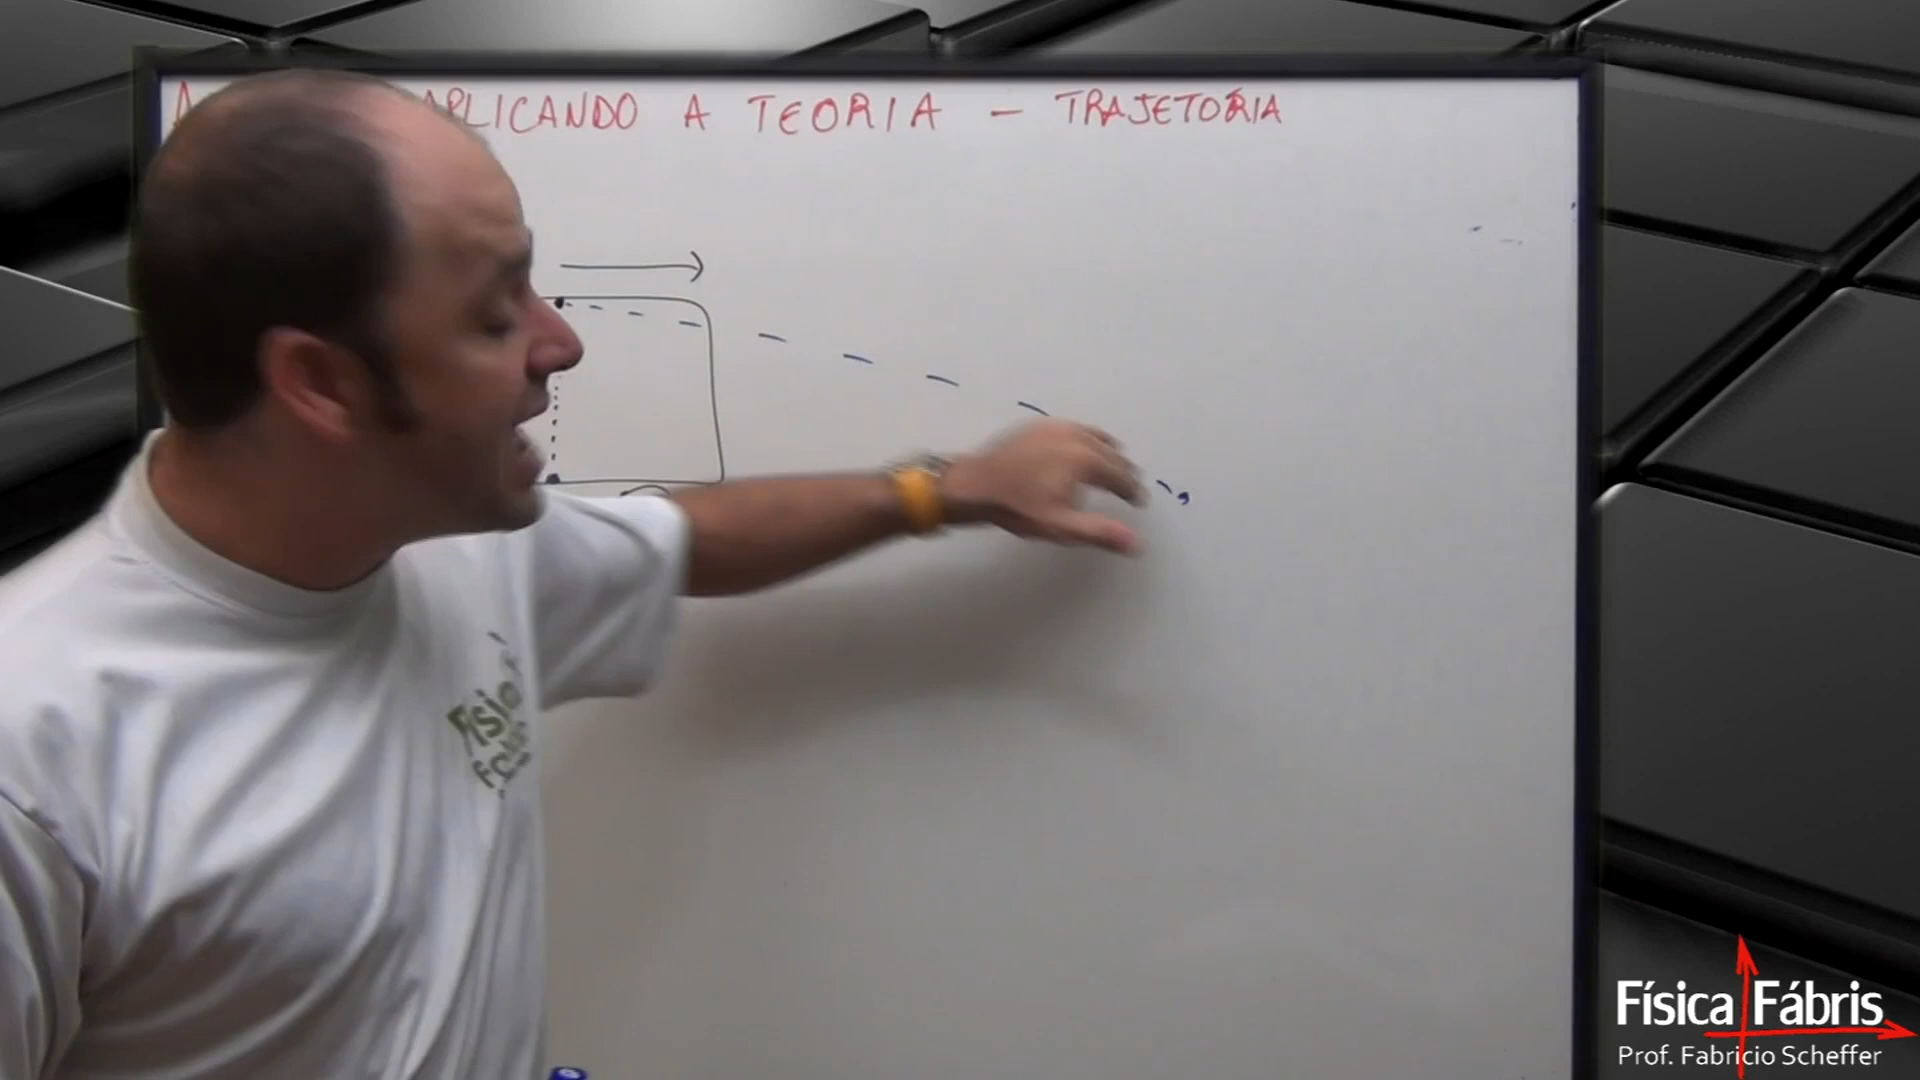 APLICANDO A TEORIA – TRAJETÓRIA
Física Fábris
Prof. Fabricio Scheffer